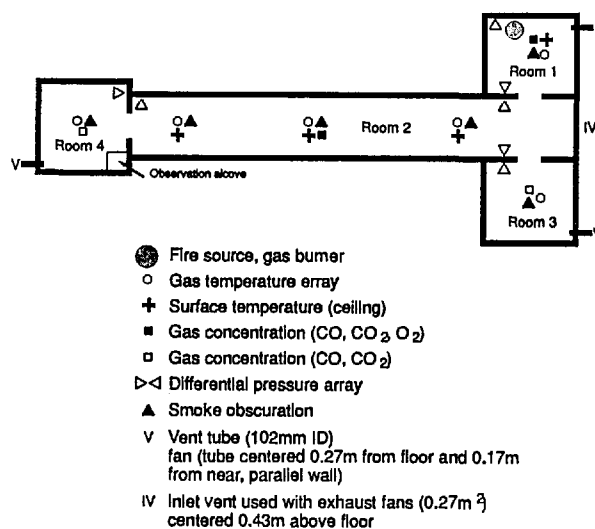 Room 1
Room 2
IV
Room 4
V
Observation alcove
Room 3
V
Fire source, gas burner
Gas temperature array
Surface temperature (ceiling)
Gas concentration (CO, CO2, O2)
Gas concentration (CO, CO2)
Differential pressure array
Smoke obscuration
V Vent tube (102mm ID)
fan (tube centered 0.27m from floor and 0.17m
from near, parallel wall)
IV Inlet vent used with exhaust fans (0.27m2)
centered 0.43m above floor